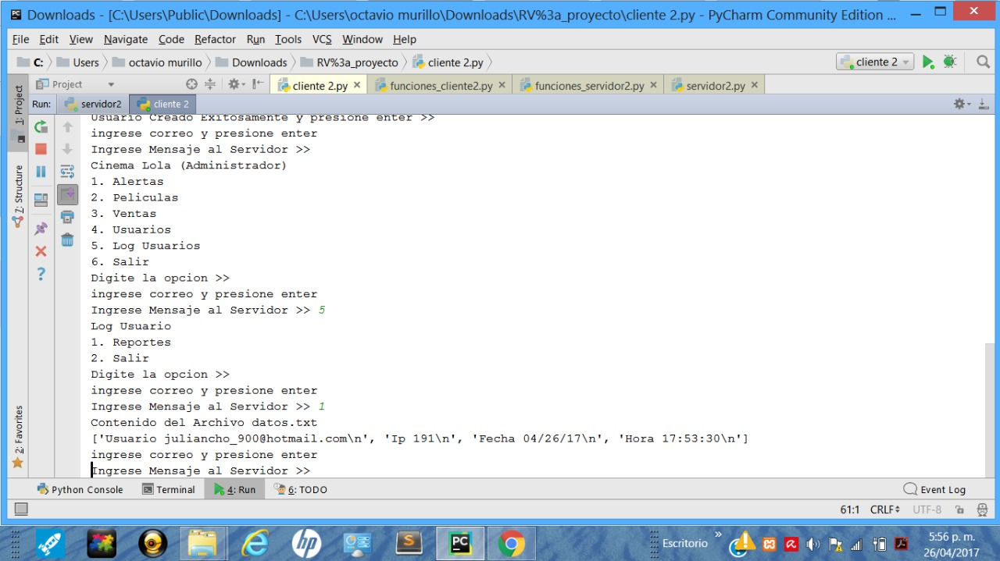 Downloads - [C:\Users\Public\Downloads] - C:\Users\octavio murillo\Downloads\RV%3a_proyecto\cliente 2.py - PyCharm Community Edition ...
File Edit View Navigate Code Refactor Run Tools VCS Window Help
C: Users octavio murillo Downloads RV%3a_proyecto cliente 2.py cliente 2
Project cliente 2.py funciones_cliente2.py funciones_servidor2.py servidor2.py
Run: servidor2 cliente 2
1: Project
7: Structure
2: Favorites
Usuario Creado Exitosamente y presione enter >>
ingrese correo y presione enter
Ingrese Mensaje al Servidor >>
Cinema Lola (Administrador)
1. Alertas
2. Peliculas
3. Ventas
4. Usuarios
5. Log Usuarios
6. Salir
Digite la opcion >>
ingrese correo y presione enter
Ingrese Mensaje al Servidor >> 5
Log Usuario
1. Reportes
2. Salir
Digite la opcion >>
ingrese correo y presione enter
Ingrese Mensaje al Servidor >> 1
Contenido del Archivo datos.txt
['Usuario juliancho_900@hotmail.com\n', 'Ip 191\n', 'Fecha 04/26/17\n', 'Hora 17:53:30\n']
ingrese correo y presione enter
Ingrese Mensaje al Servidor >>
Python Console Terminal 4: Run 6: TODO Event Log
61:1 CRLF UTF-8
Escritorio
5:56 p. m.
26/04/2017